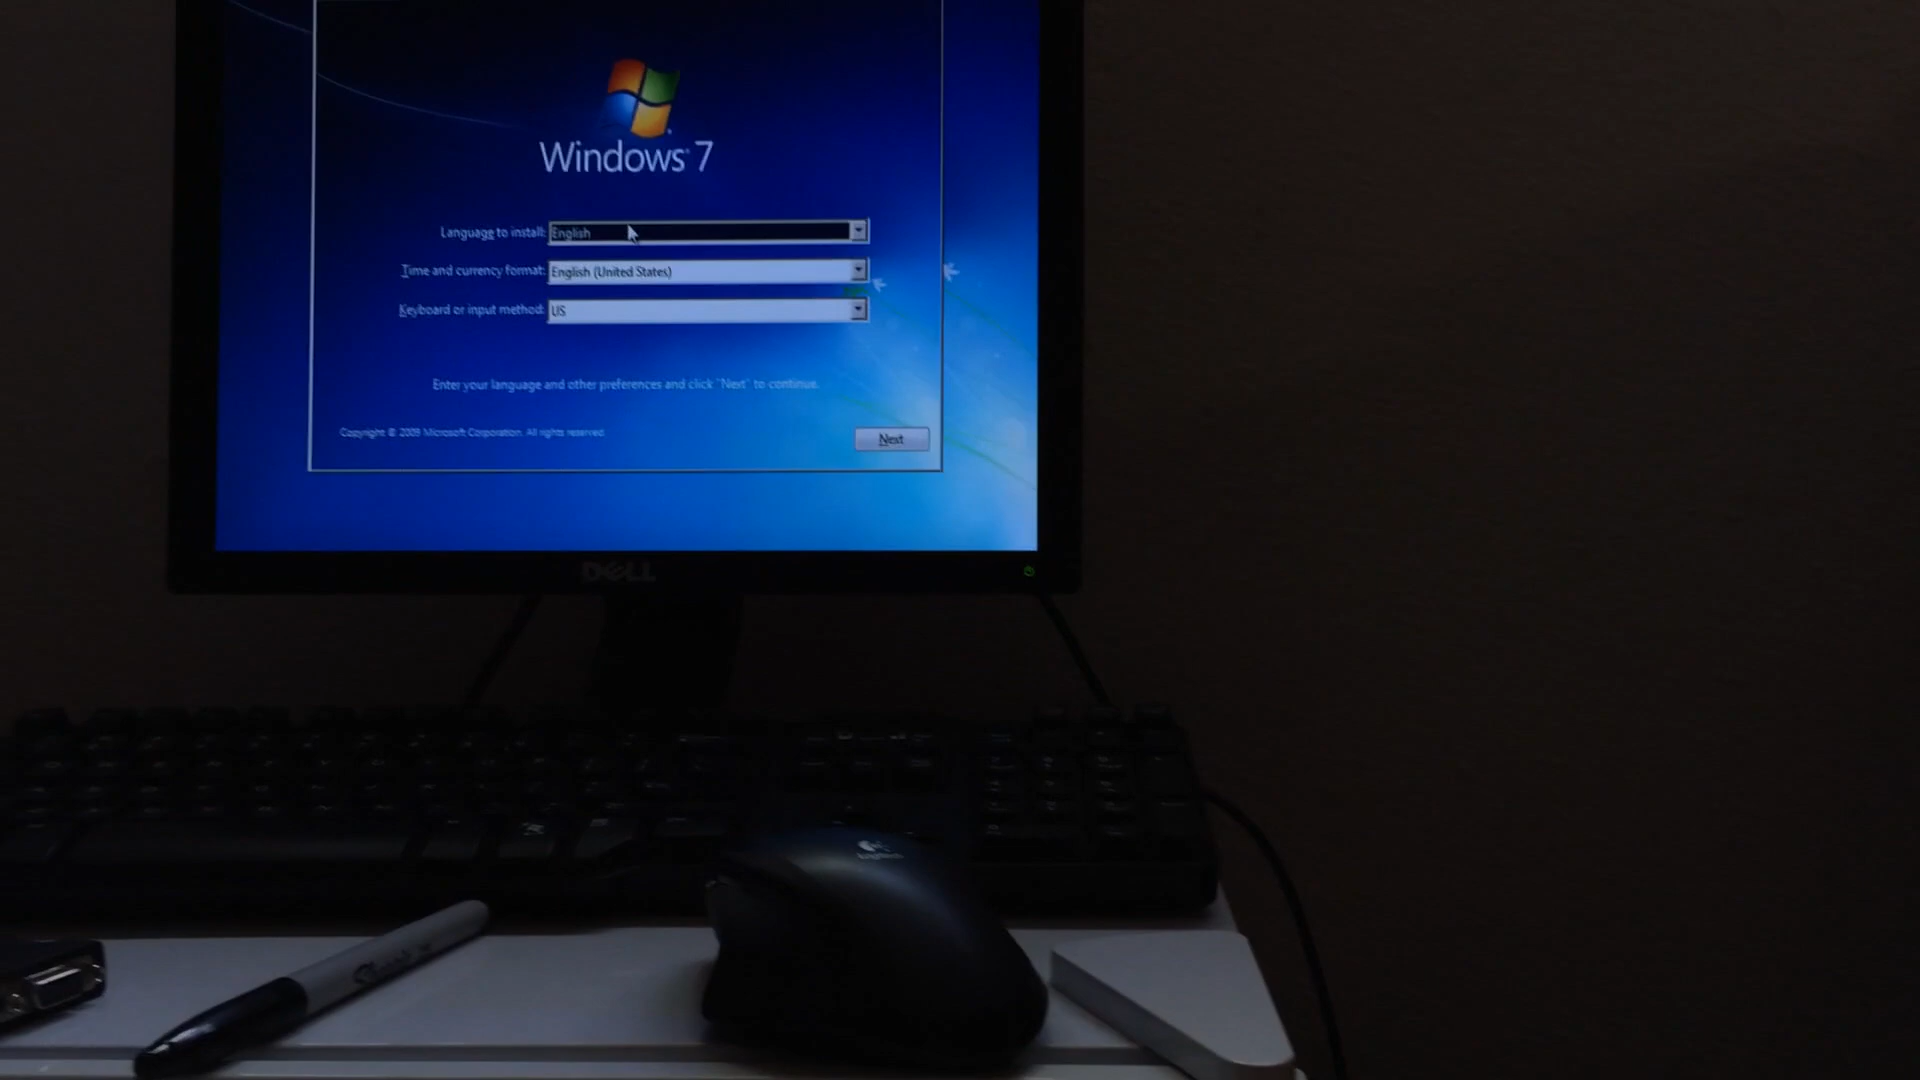 Windows 7
Language to install: English
Time and currency format: English (United States)
Keyboard or input method: US
Enter your language and other preferences and click "Next" to continue.
Copyright © 2009 Microsoft Corporation. All rights reserved.
Next
DELL
Logitech
Sharpie